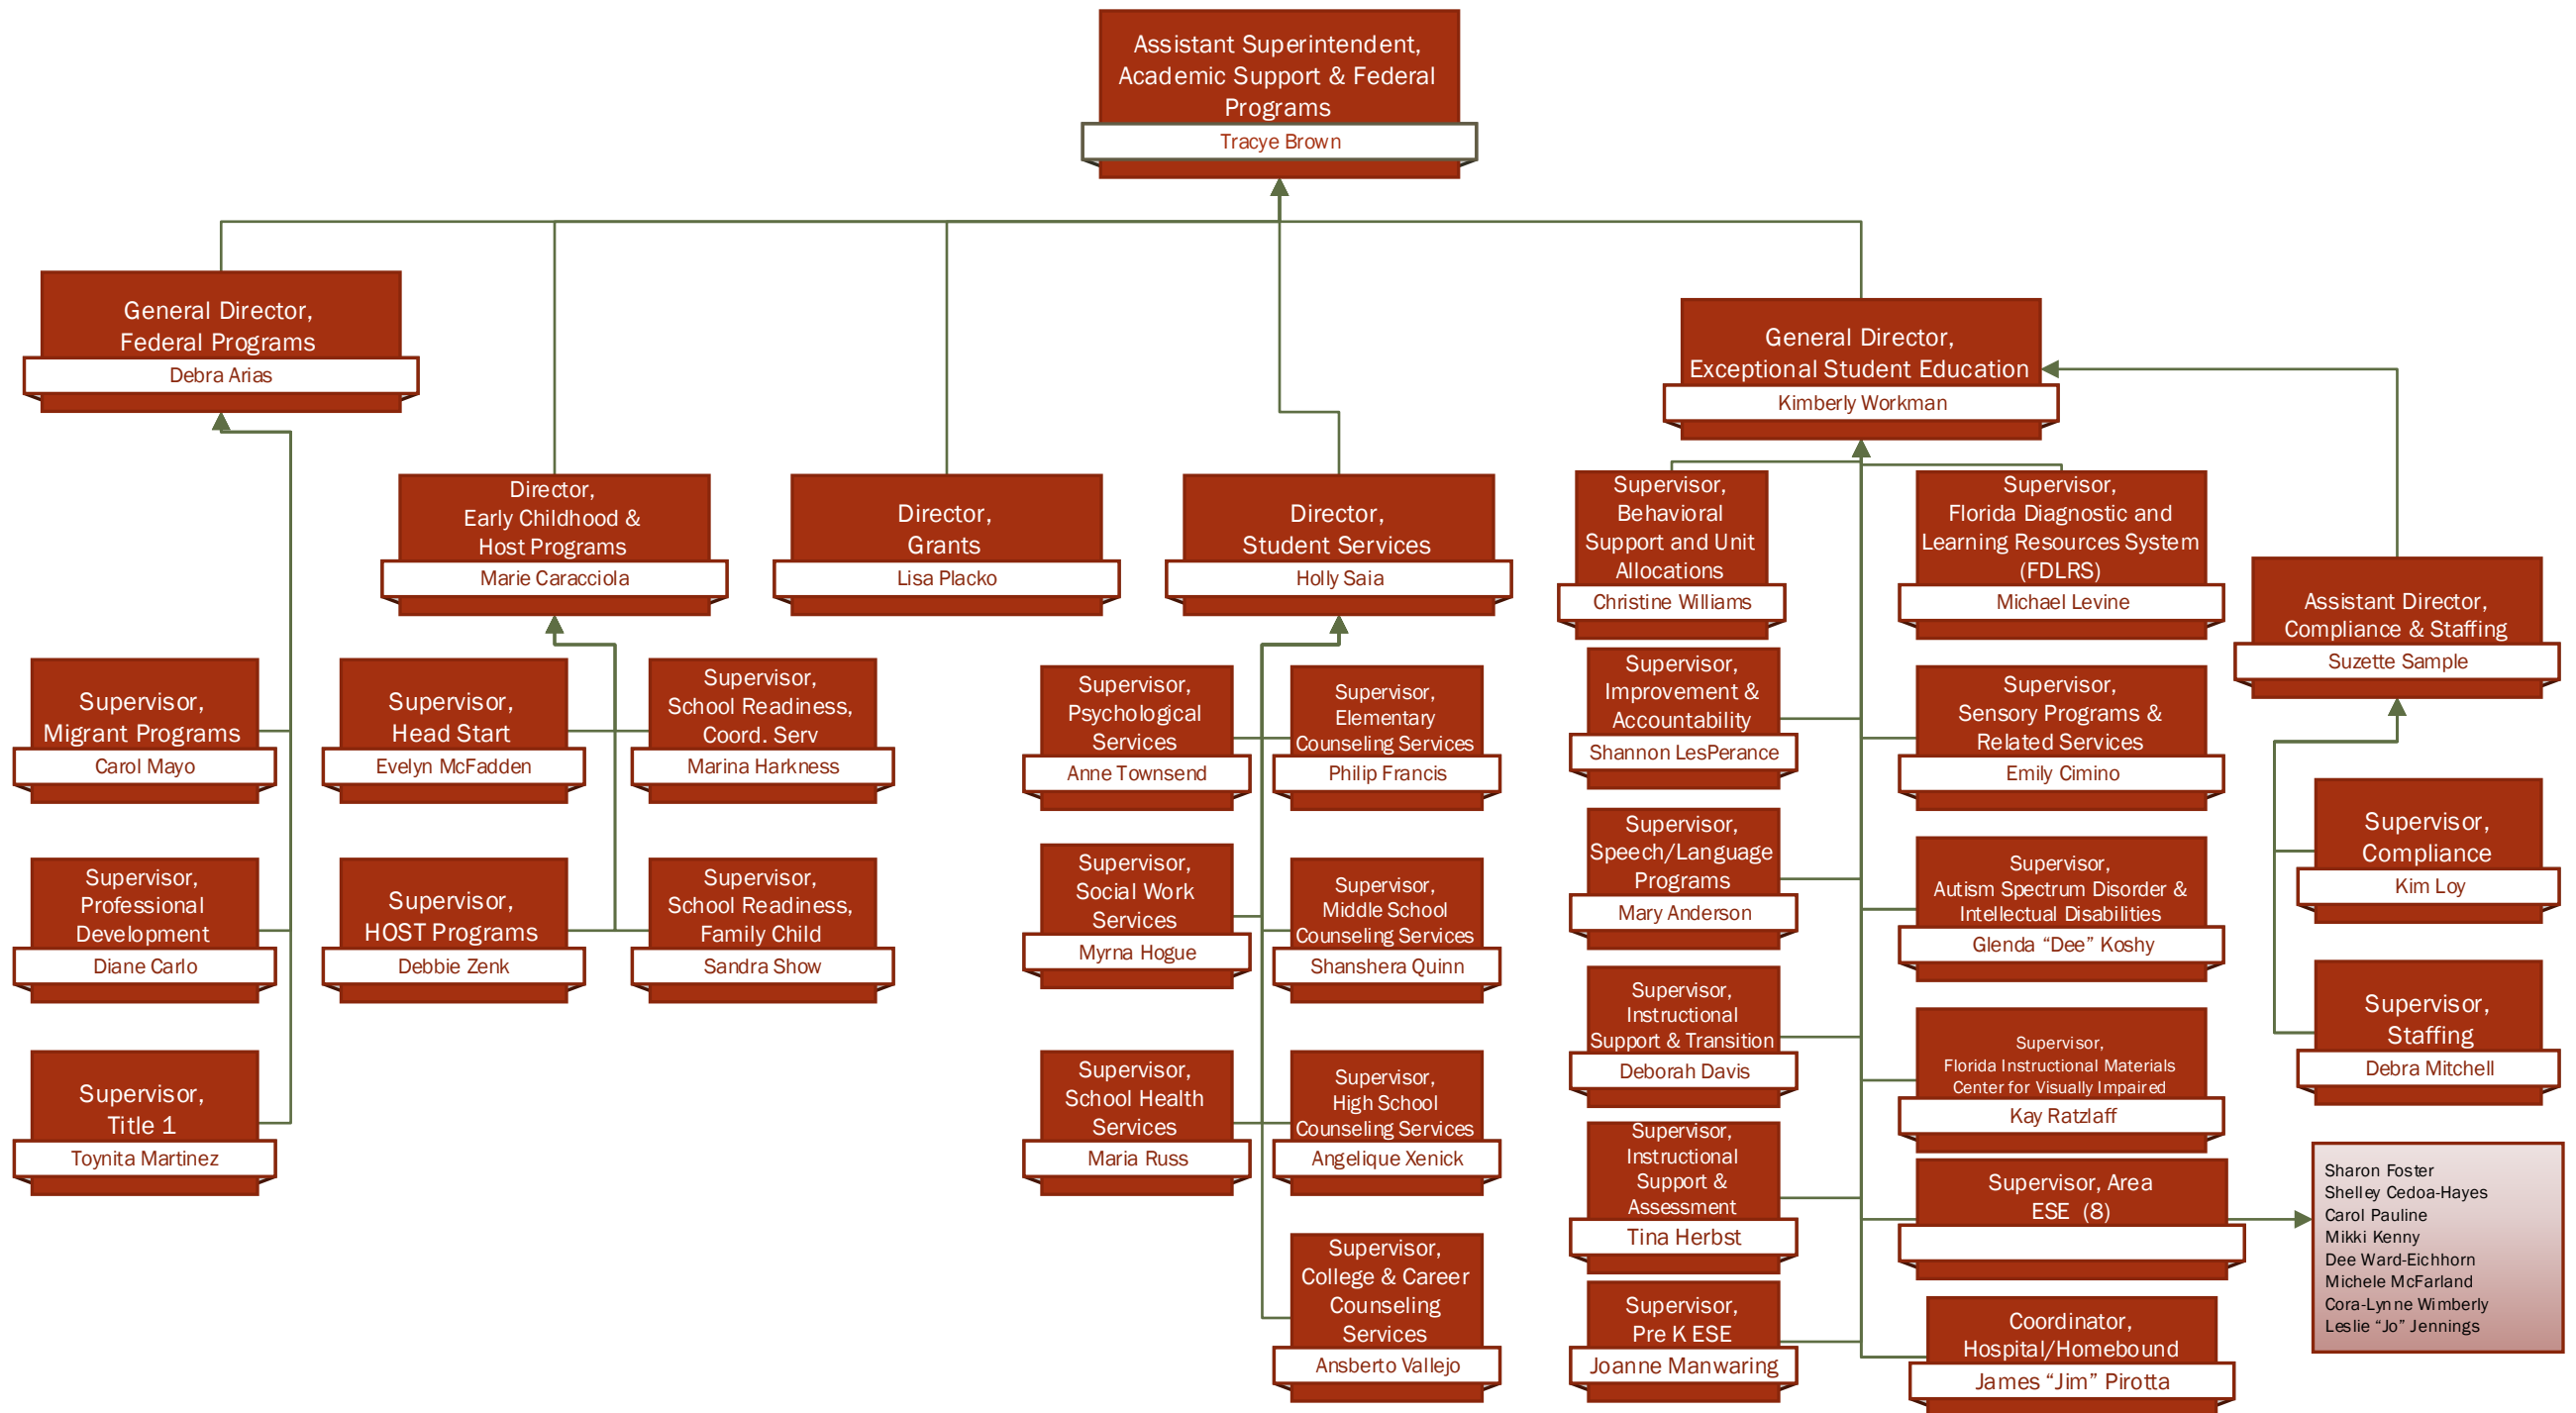 Assistant Superintendent,
Academic Support & Federal
Programs
Tracye Brown
General Director,
Federal Programs
Debra Arias
General Director,
Exceptional Student Education
Kimberly Workman
Director,
Early Childhood &
Host Programs
Marie Caracciola
Director,
Grants
Lisa Placko
Director,
Student Services
Holly Saia
Supervisor,
Behavioral
Support and Unit
Allocations
Christine Williams
Supervisor,
Florida Diagnostic and
Learning Resources System
(FDLRS)
Michael Levine
Assistant Director,
Compliance & Staffing
Suzette Sample
Supervisor,
Migrant Programs
Carol Mayo
Supervisor,
Head Start
Evelyn McFadden
Supervisor,
School Readiness,
Coord. Serv
Marina Harkness
Supervisor,
Psychological
Services
Anne Townsend
Supervisor,
Elementary
Counseling Services
Philip Francis
Supervisor,
Improvement &
Accountability
Shannon LesPerance
Supervisor,
Sensory Programs &
Related Services
Emily Cimino
Supervisor,
Compliance
Kim Loy
Supervisor,
Professional
Development
Diane Carlo
Supervisor,
HOST Programs
Debbie Zenk
Supervisor,
School Readiness,
Family Child
Sandra Show
Supervisor,
Social Work
Services
Myrna Hogue
Supervisor,
Middle School
Counseling Services
Shanshera Quinn
Supervisor,
Speech/Language
Programs
Mary Anderson
Supervisor,
Autism Spectrum Disorder &
Intellectual Disabilities
Glenda “Dee” Koshy
Supervisor,
Staffing
Debra Mitchell
Supervisor,
Title 1
Toynita Martinez
Supervisor,
School Health
Services
Maria Russ
Supervisor,
High School
Counseling Services
Angelique Xenick
Supervisor,
Instructional
Support & Transition
Deborah Davis
Supervisor,
Florida Instructional Materials
Center for Visually Impaired
Kay Ratzlaff
Supervisor,
Instructional
Support &
Assessment
Tina Herbst
Supervisor, Area
ESE (8)
Sharon Foster
Shelley Cedoa-Hayes
Carol Pauline
Mikki Kenny
Dee Ward-Eichhorn
Michele McFarland
Cora-Lynne Wimberly
Leslie “Jo” Jennings
Supervisor,
College & Career
Counseling
Services
Ansberto Vallejo
Supervisor,
Pre K ESE
Joanne Manwaring
Coordinator,
Hospital/Homebound
James “Jim” Pirotta